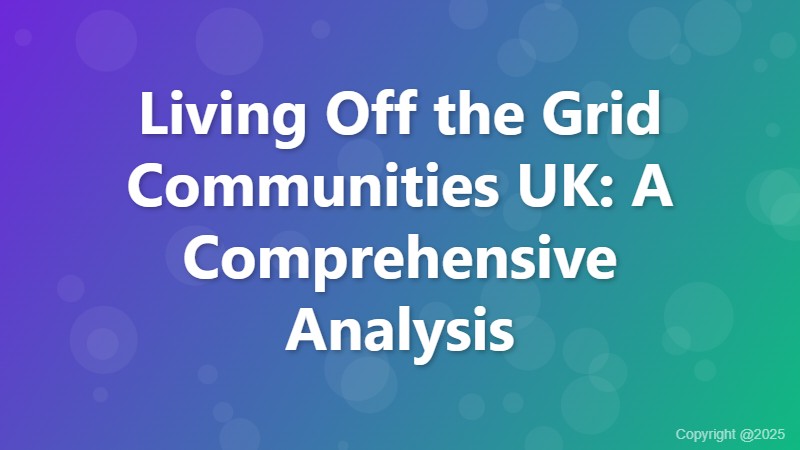 Living Off the Grid
Communities UK: A
Comprehensive
Analysis
Copyright @2025